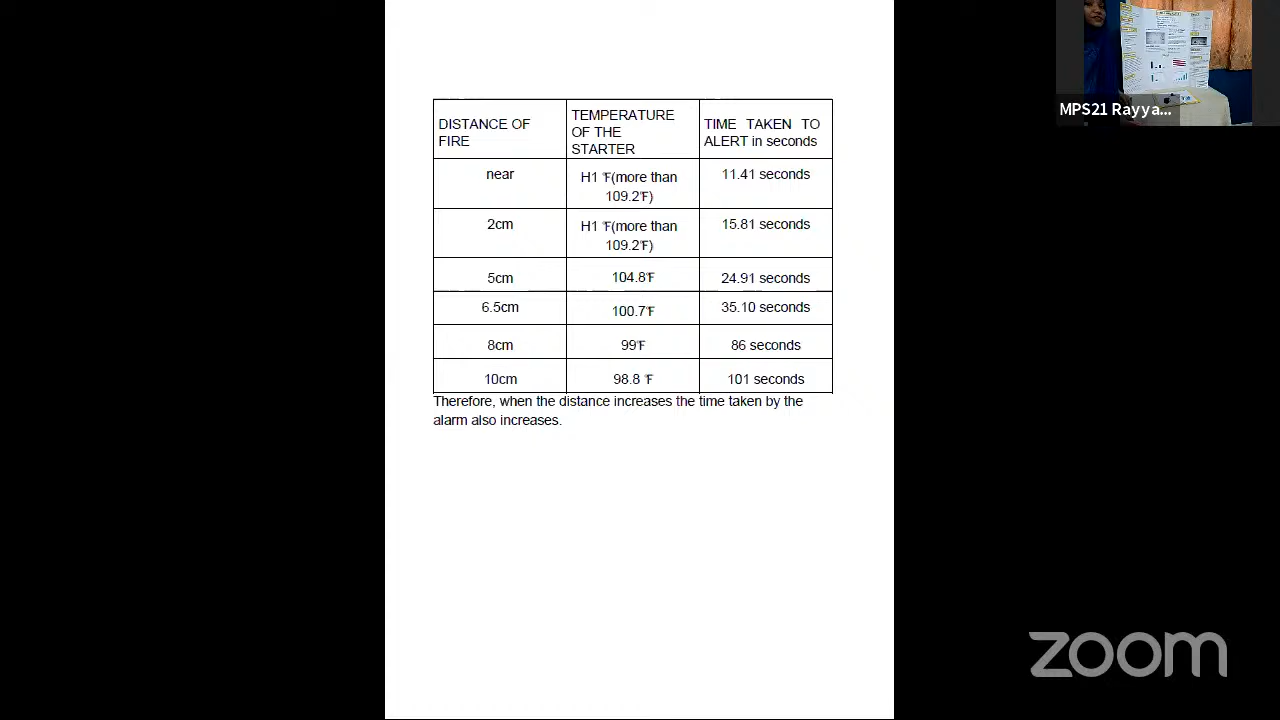 DISTANCE OF
FIRE
TEMPERATURE
OF THE
STARTER
TIME TAKEN TO
ALERT in seconds
near
H1 ℉(more than
109.2℉)
11.41 seconds
2cm
H1 ℉(more than
109.2℉)
15.81 seconds
5cm
104.8℉
24.91 seconds
6.5cm
100.7℉
35.10 seconds
8cm
99℉
86 seconds
10cm
98.8 ℉
101 seconds
Therefore, when the distance increases the time taken by the
alarm also increases.
MPS21 Rayya...
zoom